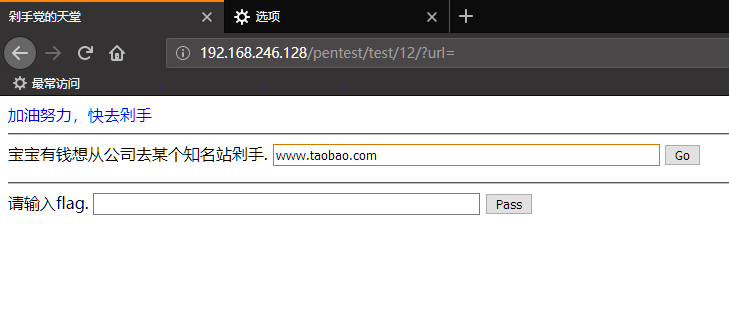 剁手党的天堂
选项
192.168.246.128/pentest/test/12/?url=
最常访问
加油努力，快去剁手
宝宝有钱想从公司去某个知名站剁手. www.taobao.com Go
请输入flag. Pass